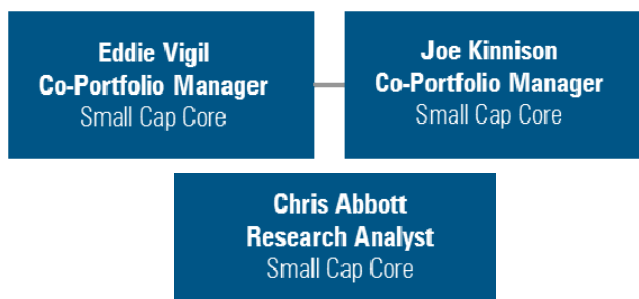 Eddie Vigil
Co-Portfolio Manager
Small Cap Core
Joe Kinnison
Co-Portfolio Manager
Small Cap Core
Chris Abbott
Research Analyst
Small Cap Core